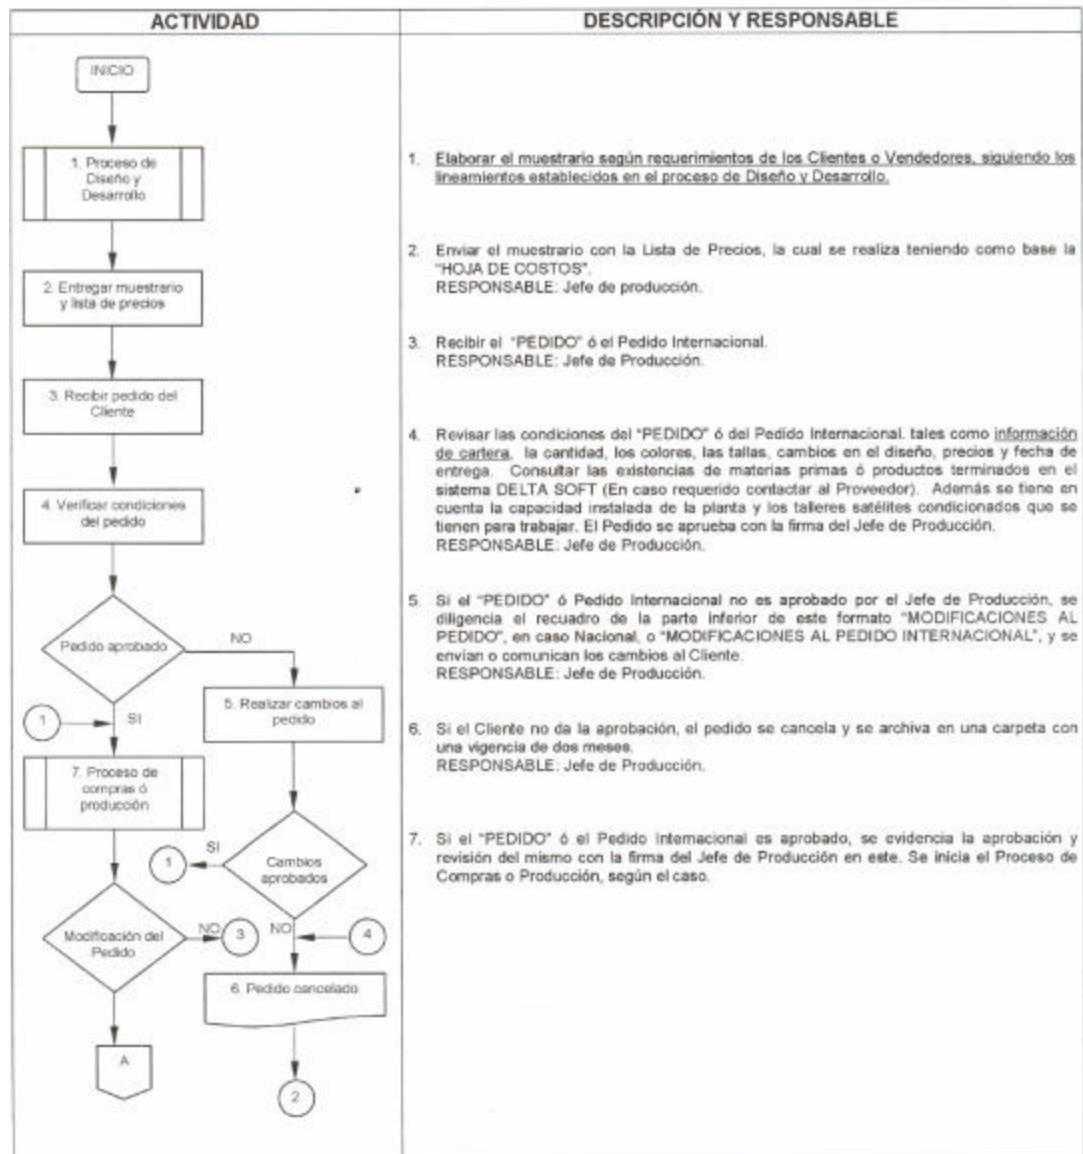 ACTIVIDAD
DESCRIPCIÓN Y RESPONSABLE
INICIO
1. Proceso de
Diseño y
Desarrollo
1. Elaborar el muestrario según requerimientos de los Clientes o Vendedores, siguiendo los
lineamientos establecidos en el proceso de Diseño y Desarrollo.
2. Entregar muestrario
y lista de precios
2. Enviar el muestrario con la Lista de Precios, la cual se realiza teniendo como base la
"HOJA DE COSTOS".
RESPONSABLE: Jefe de producción.
3. Recibir pedido del
Cliente
3. Recibir el "PEDIDO" ó el Pedido Internacional.
RESPONSABLE: Jefe de Producción.
4. Verificar condiciones
del pedido
4. Revisar las condiciones del "PEDIDO" ó del Pedido Internacional. tales como información
de cartera, la cantidad, los colores, las tallas, cambios en el diseño, precios y fecha de
entrega. Consultar las existencias de materias primas ó productos terminados en el
sistema DELTA SOFT (En caso requerido contactar al Proveedor). Además se tiene en
cuenta la capacidad instalada de la planta y los talleres satélites condicionados que se
tienen para trabajar. El Pedido se aprueba con la firma del Jefe de Producción.
RESPONSABLE: Jefe de Producción.
Pedido aprobado
NO
SI
1
5. Realizar cambios al
pedido
5. Si el "PEDIDO" ó Pedido Internacional no es aprobado por el Jefe de Producción, se
diligencia el recuadro de la parte inferior de este formato "MODIFICACIONES AL
PEDIDO", en caso Nacional, o "MODIFICACIONES AL PEDIDO INTERNACIONAL", y se
envían o comunican los cambios al Cliente.
RESPONSABLE: Jefe de Producción.
6. Si el Cliente no da la aprobación, el pedido se cancela y se archiva en una carpeta con
una vigencia de dos meses.
RESPONSABLE: Jefe de Producción.
7. Proceso de
compras ó
producción
7. Si el "PEDIDO" ó el Pedido Internacional es aprobado, se evidencia la aprobación y
revisión del mismo con la firma del Jefe de Producción en este. Se inicia el Proceso de
Compras o Producción, según el caso.
SI
1
Cambios
aprobados
Modificación del
Pedido
NO
3
NO
4
6. Pedido cancelado
A
2